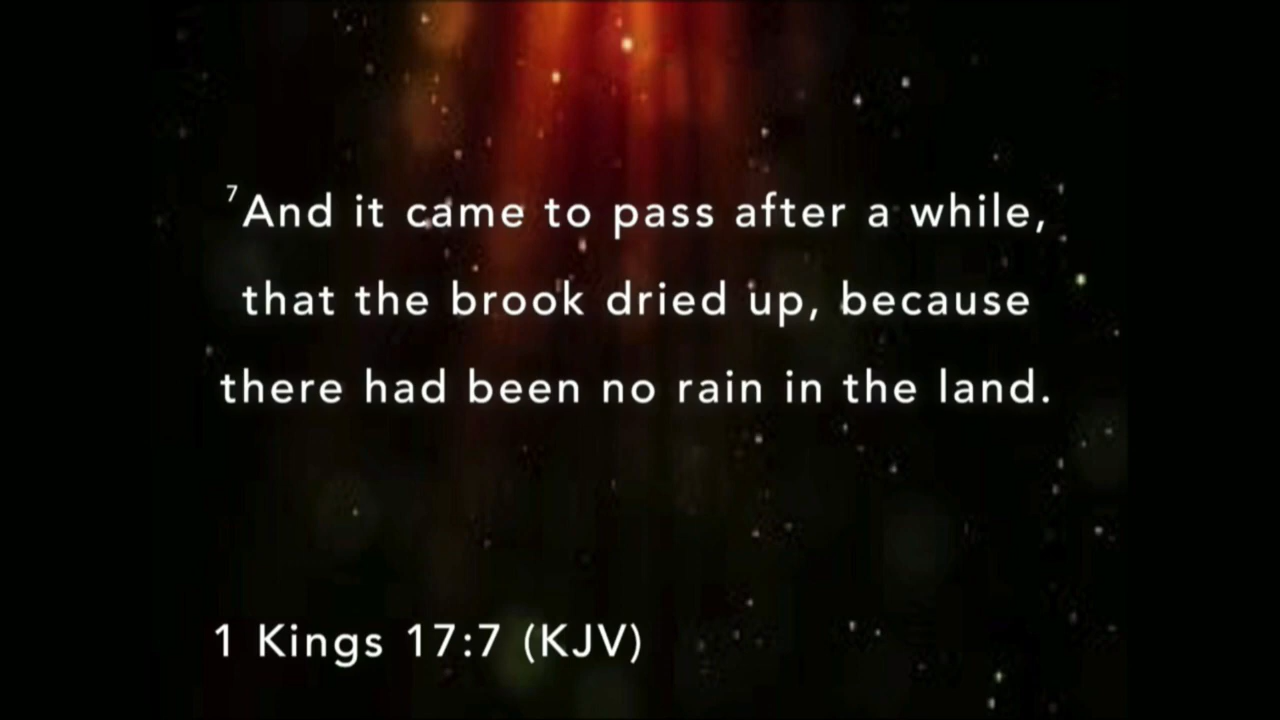 ⁷And it came to pass after a while,
that the brook dried up, because
there had been no rain in the land.
1 Kings 17:7 (KJV)